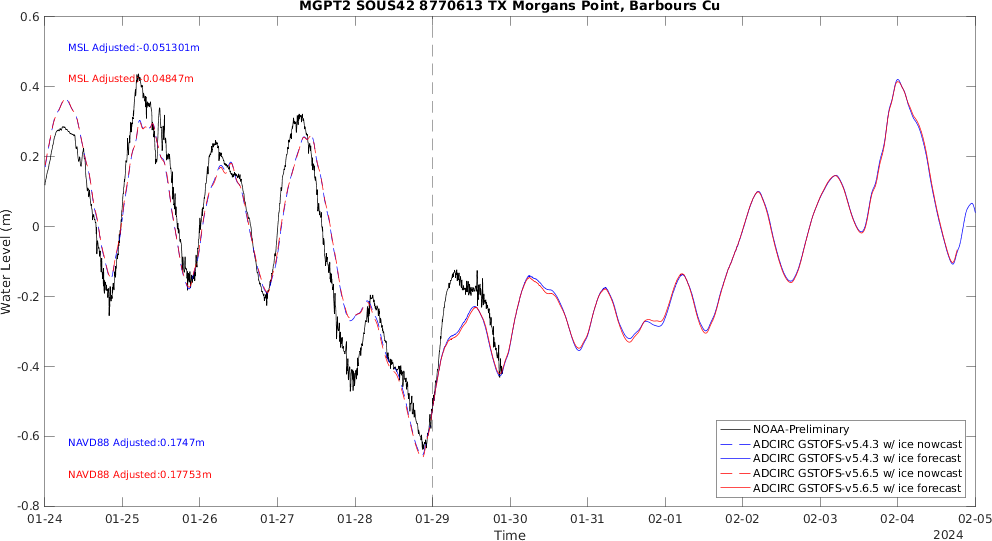 MGPT2 SOUS42 8770613 TX Morgans Point, Barbours Cu
0.6
0.4
0.2
0
-0.2
-0.4
-0.6
-0.8
Water Level (m)
MSL Adjusted:-0.051301m
MSL Adjusted:-0.04847m
NAVD88 Adjusted:0.1747m
NAVD88 Adjusted:0.17753m
NOAA-Preliminary
ADCIRC GSTOFS-v5.4.3 w/ ice nowcast
ADCIRC GSTOFS-v5.4.3 w/ ice forecast
ADCIRC GSTOFS-v5.6.5 w/ ice nowcast
ADCIRC GSTOFS-v5.6.5 w/ ice forecast
01-24 01-25 01-26 01-27 01-28 01-29 01-30 01-31 02-01 02-02 02-03 02-04 02-05
Time
2024